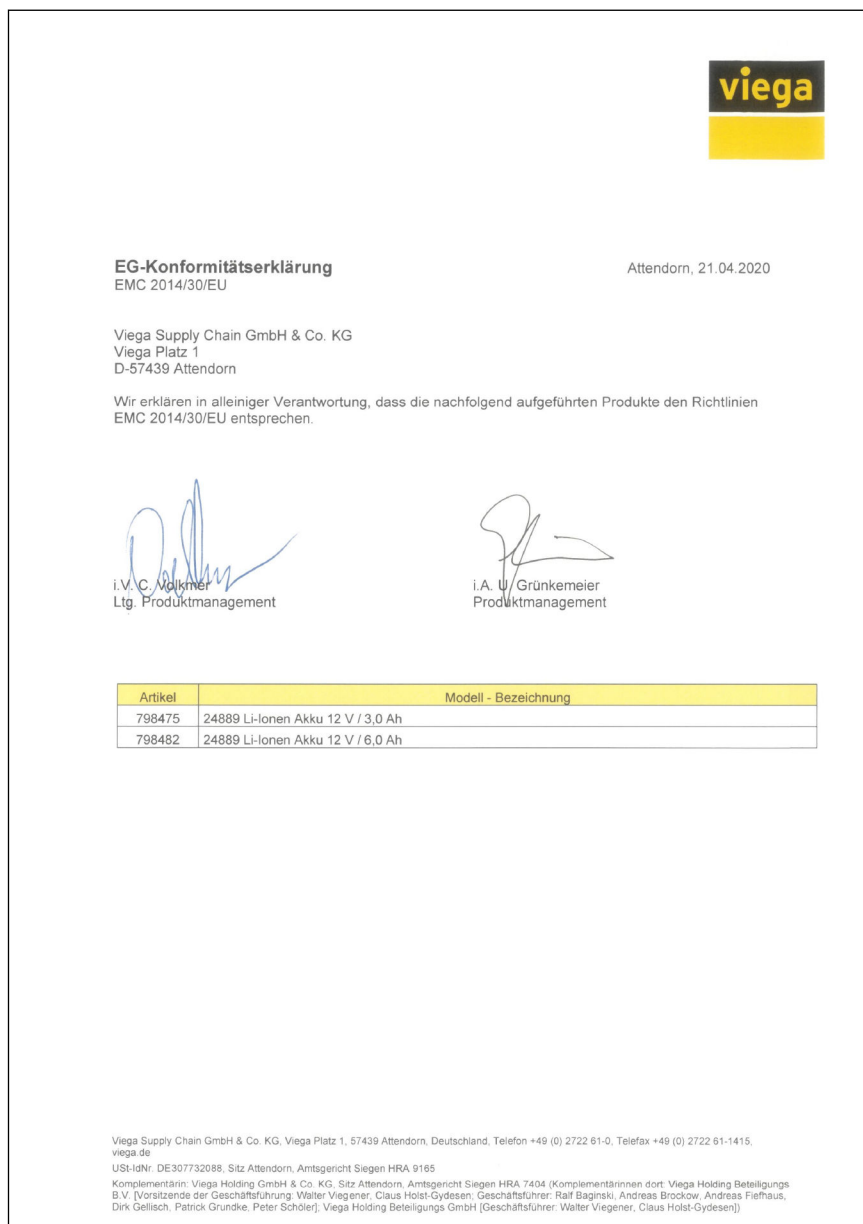 viega
EG-Konformitätserklärung
Attendorn, 21.04.2020
EMC 2014/30/EU
Viega Supply Chain GmbH & Co. KG
Viega Platz 1
D-57439 Attendorn
Wir erklären in alleiniger Verantwortung, dass die nachfolgend aufgeführten Produkte den Richtlinien
EMC 2014/30/EU entsprechen.
i.V. C. Volkmer
Ltg. Produktmanagement
i.A. U. Grünkemeier
Produktmanagement
Artikel Modell - Bezeichnung
798475 24889 Li-Ionen Akku 12 V / 3,0 Ah
798482 24889 Li-Ionen Akku 12 V / 6,0 Ah
Viega Supply Chain GmbH & Co. KG, Viega Platz 1, 57439 Attendorn, Deutschland, Telefon +49 (0) 2722 61-0, Telefax +49 (0) 2722 61-1415,
viega.de
USt-IdNr. DE307732088, Sitz Attendorn, Amtsgericht Siegen HRA 9165
Komplementärin: Viega Holding GmbH & Co. KG, Sitz Attendorn, Amtsgericht Siegen HRA 7404 (Komplementärinnen dort: Viega Holding Beteiligungs
B.V. [Vorsitzende der Geschäftsführung: Walter Viegener, Claus Holst-Gydesen; Geschäftsführer: Ralf Baginski, Andreas Brockow, Andreas Fiefhaus,
Dirk Gellisch, Patrick Grundke, Peter Schöler]; Viega Holding Beteiligungs GmbH [Geschäftsführer: Walter Viegener, Claus Holst-Gydesen])